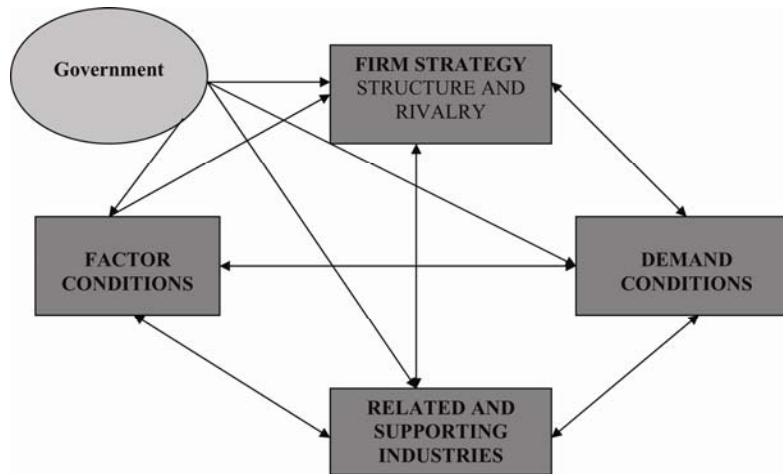 Government
FIRM STRATEGY
STRUCTURE AND
RIVALRY
FACTOR
CONDITIONS
DEMAND
CONDITIONS
RELATED AND
SUPPORTING
INDUSTRIES